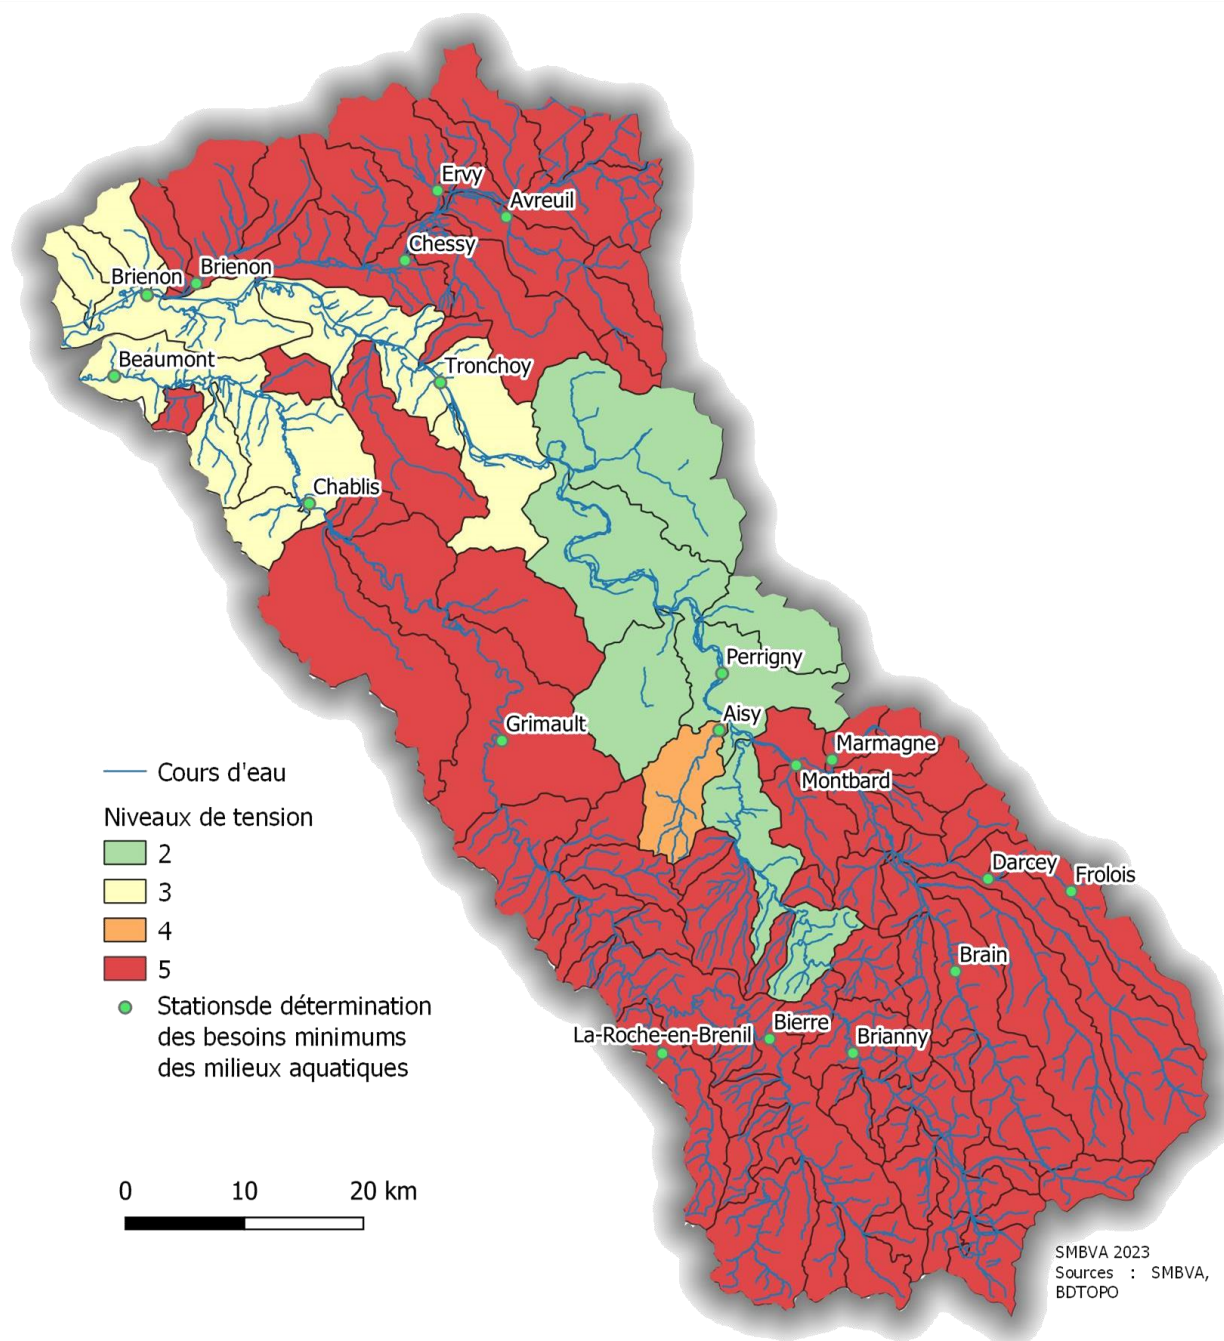 Ervy
Avreuil
Chessy
Brienon
Brienon
Beaumont
Tronchoy
Chablis
Perrigny
Aisy
Grimault
Marmagne
Montbard
Darcey
Frolois
Brain
Bierre
La-Roche-en-Brenil
Brianny
Cours d'eau
Niveaux de tension
2
3
4
5
Stationsde détermination
des besoins minimums
des milieux aquatiques
0 10 20 km
SMBVA 2023
Sources : SMBVA,
BDTOPO